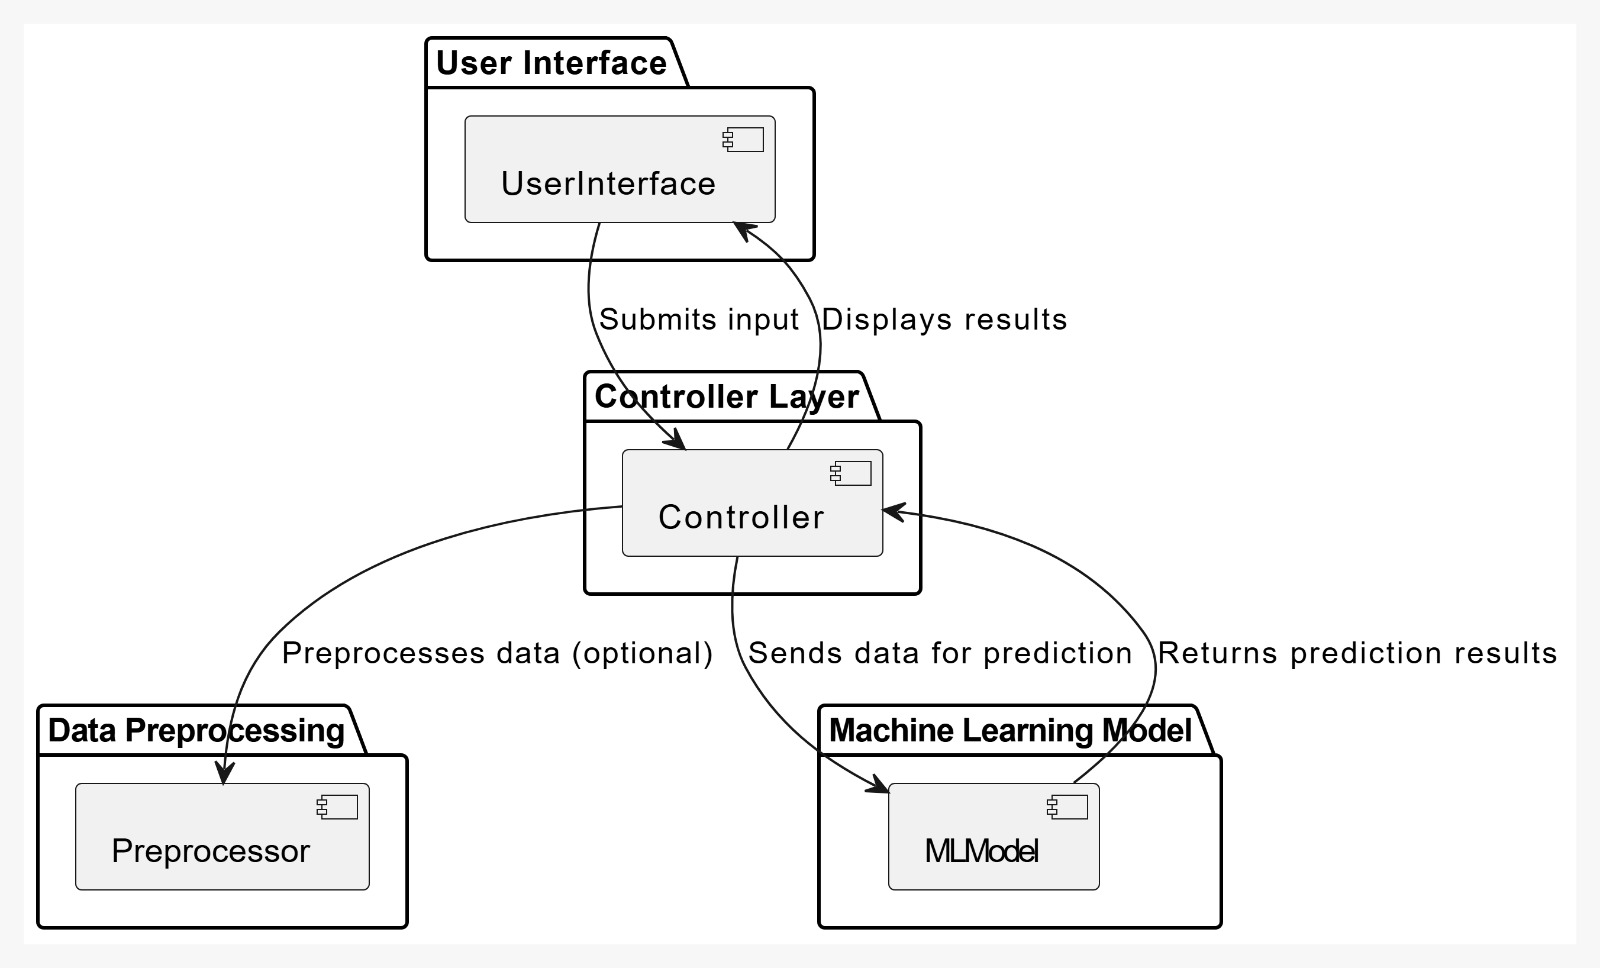 User Interface
UserInterface
Submits input
Displays results
Controller Layer
Controller
Preprocesses data (optional)
Sends data for prediction
Returns prediction results
Data Preprocessing
Machine Learning Model
Preprocessor
MLModel